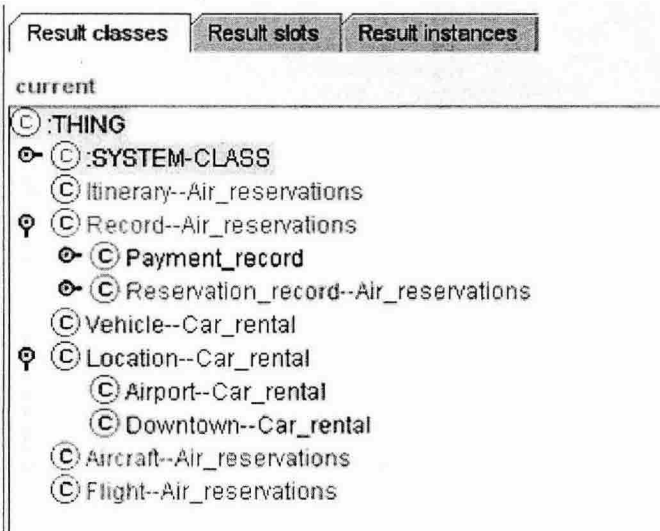 Result classes Result slots Result instances
current
C :THING
C :SYSTEM-CLASS
C Itinerary--Air_reservations
C Record--Air_reservations
C Payment_record
C Reservation_record--Air_reservations
C Vehicle--Car_rental
C Location--Car_rental
C Airport--Car_rental
C Downtown--Car_rental
C Aircraft--Air_reservations
C Flight--Air_reservations